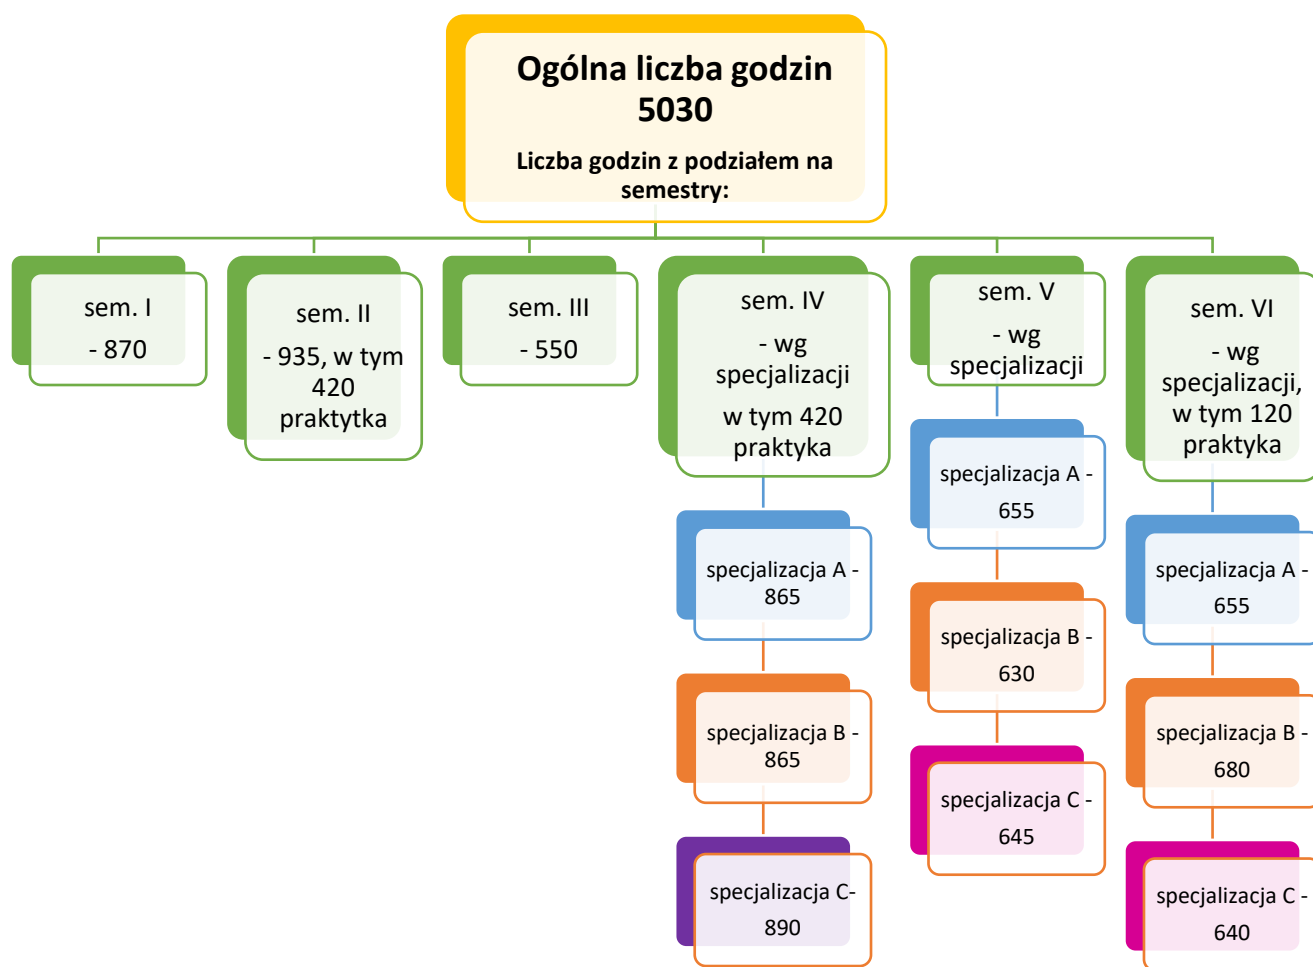 Ogólna liczba godzin
5030
Liczba godzin z podziałem na
semestry:
sem. I
- 870
sem. II
- 935, w tym
420
praktytka
sem. III
- 550
sem. IV
- wg
specjalizacji
w tym 420
praktyka
specjalizacja A -
865
specjalizacja B -
865
specjalizacja C-
890
sem. V
- wg
specjalizacji
specjalizacja A -
655
specjalizacja B -
630
specjalizacja C -
645
sem. VI
- wg
specjalizacji,
w tym 120
praktyka
specjalizacja A -
655
specjalizacja B -
680
specjalizacja C -
640